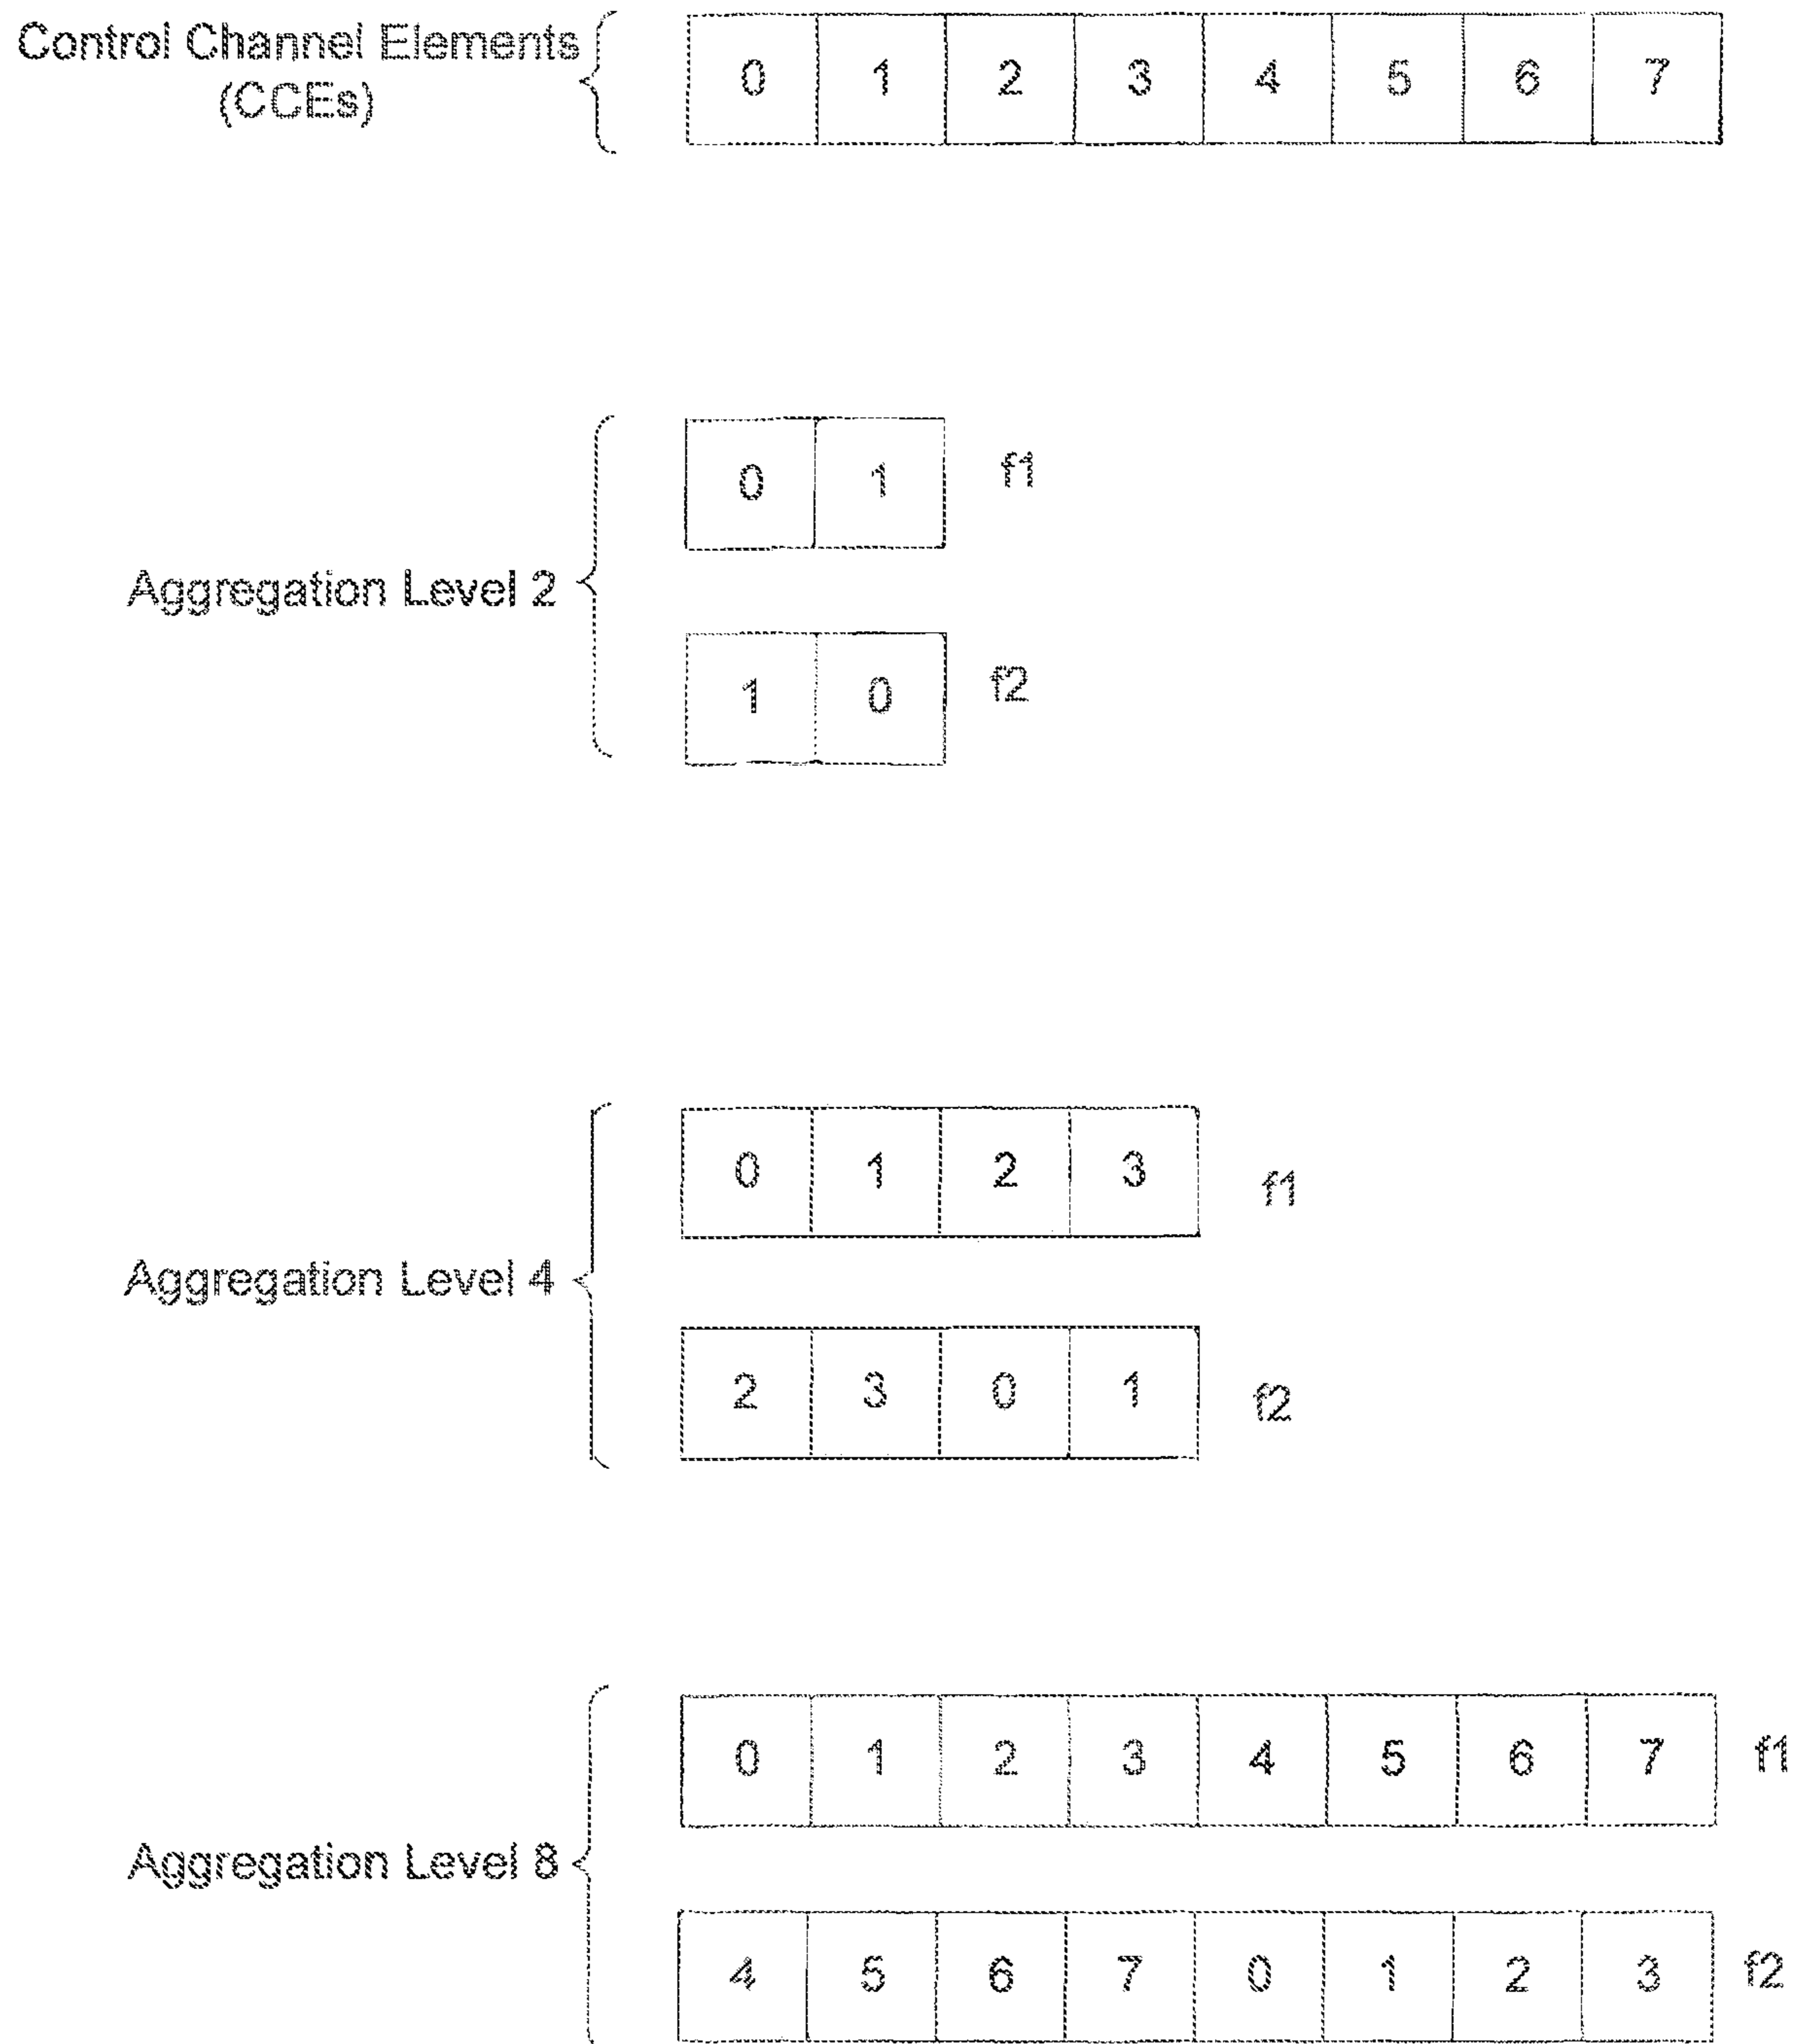 Control Channel Elements
(CCEs)
0 1 2 3 4 5 6 7
Aggregation Level 2
0 1 f1
1 0 f2
Aggregation Level 4
0 1 2 3 f1
2 3 0 1 f2
Aggregation Level 8
0 1 2 3 4 5 6 7 f1
4 5 6 7 0 1 2 3 f2